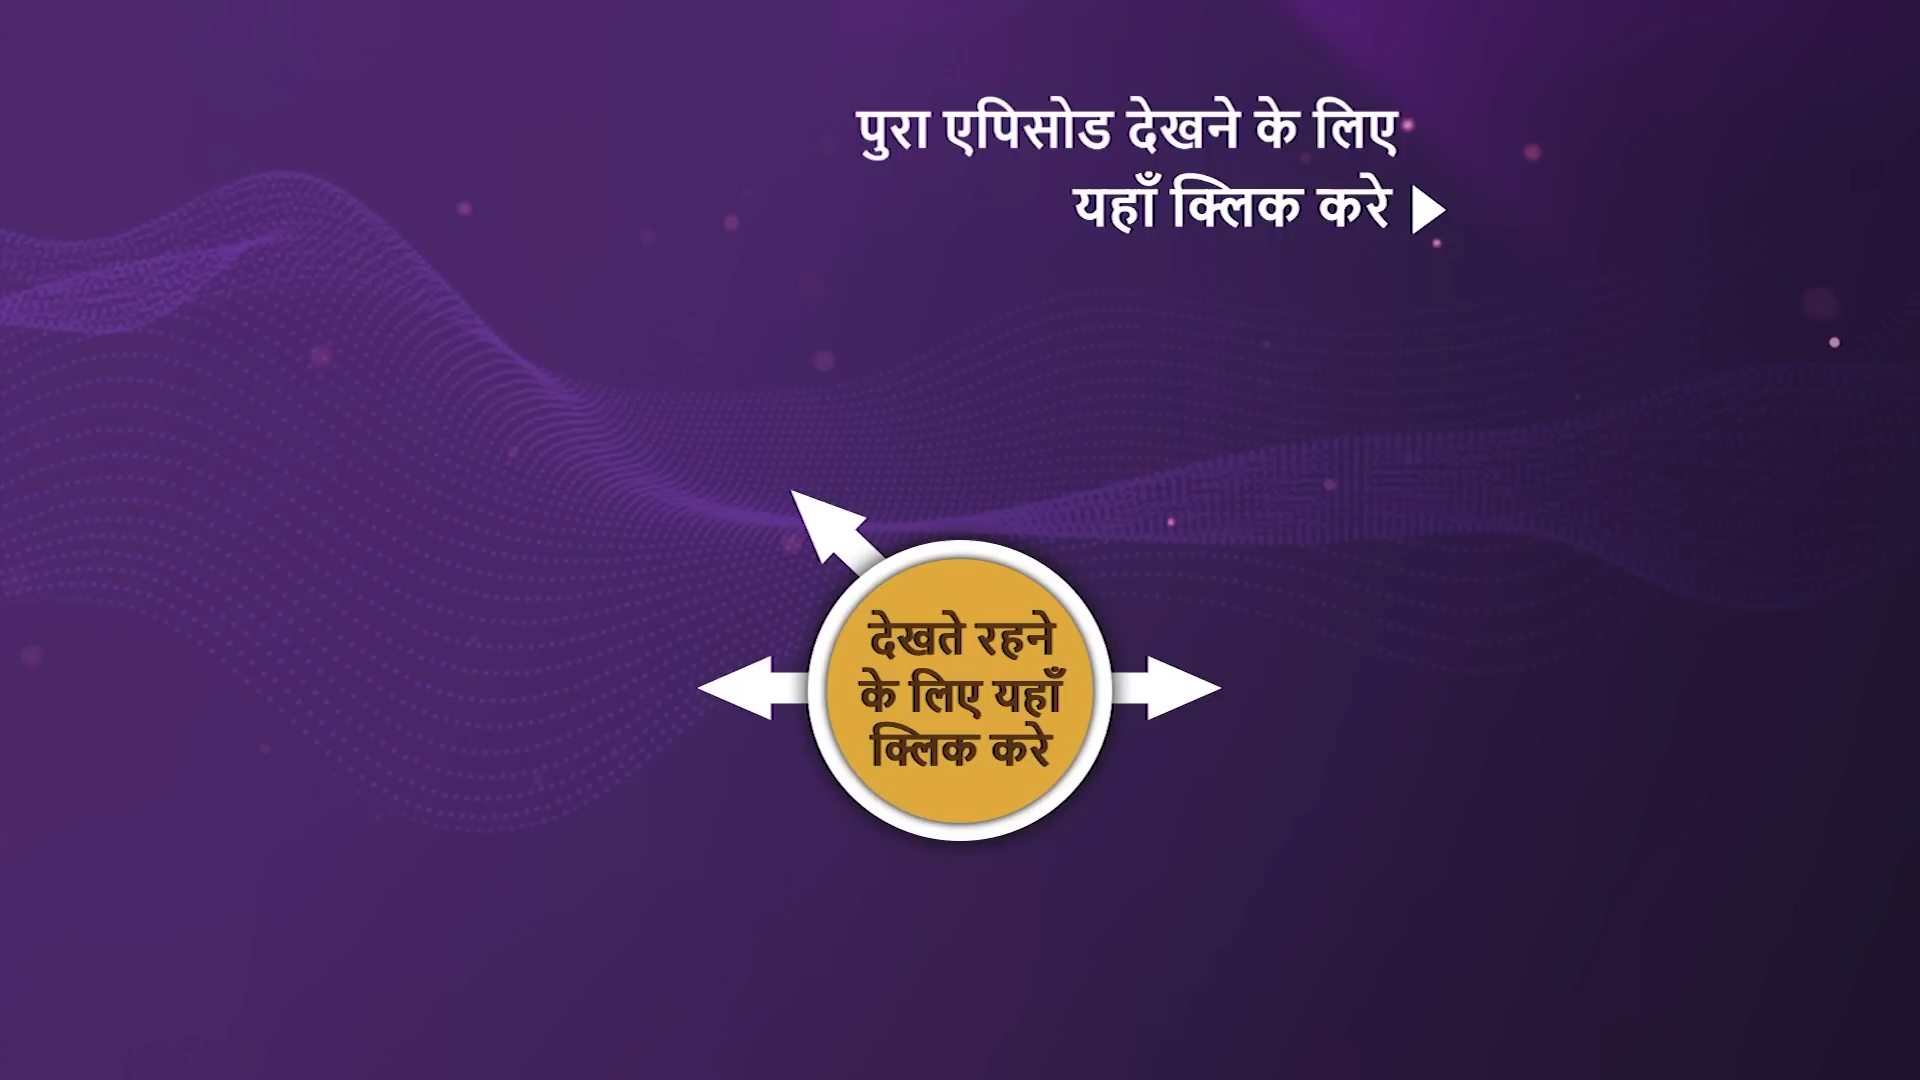 पुरा एपिसोड देखने के लिए
यहाँ क्लिक करे
देखते रहने
के लिए यहाँ
क्लिक करे